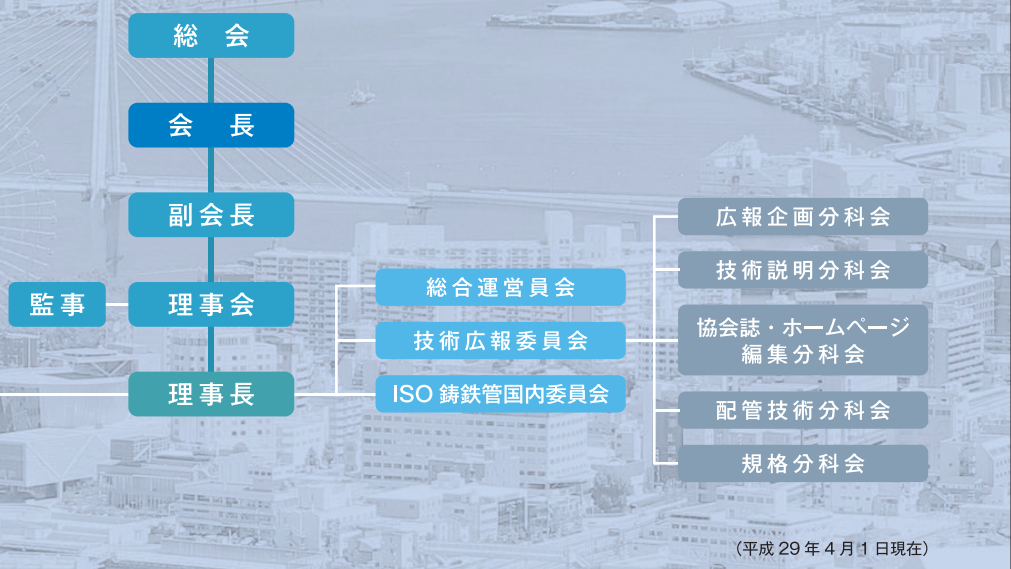 総会
会長
副会長
監事
理事会
理事長
総合運営員会
技術広報委員会
ISO 鋳鉄管国内委員会
広報企画分科会
技術説明分科会
協会誌・ホームページ
編集分科会
配管技術分科会
規格分科会
（平成 29 年 4 月 1 日現在）